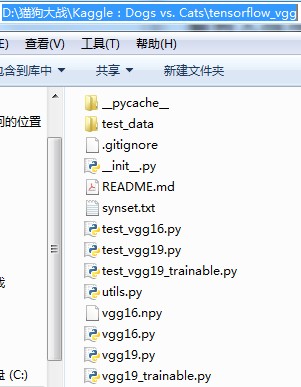 D:\猫狗大战\Kaggle：Dogs vs. Cats\tensorflow_vgg
查看(V) 工具(T) 帮助(H)
含到库中 共享 新建文件夹
问的位置
__pycache__
test_data
.gitignore
__init__.py
README.md
synset.txt
test_vgg16.py
test_vgg19.py
test_vgg19_trainable.py
utils.py
vgg16.npy
vgg16.py
盘 (C:)
vgg19.py
vgg19_trainable.py